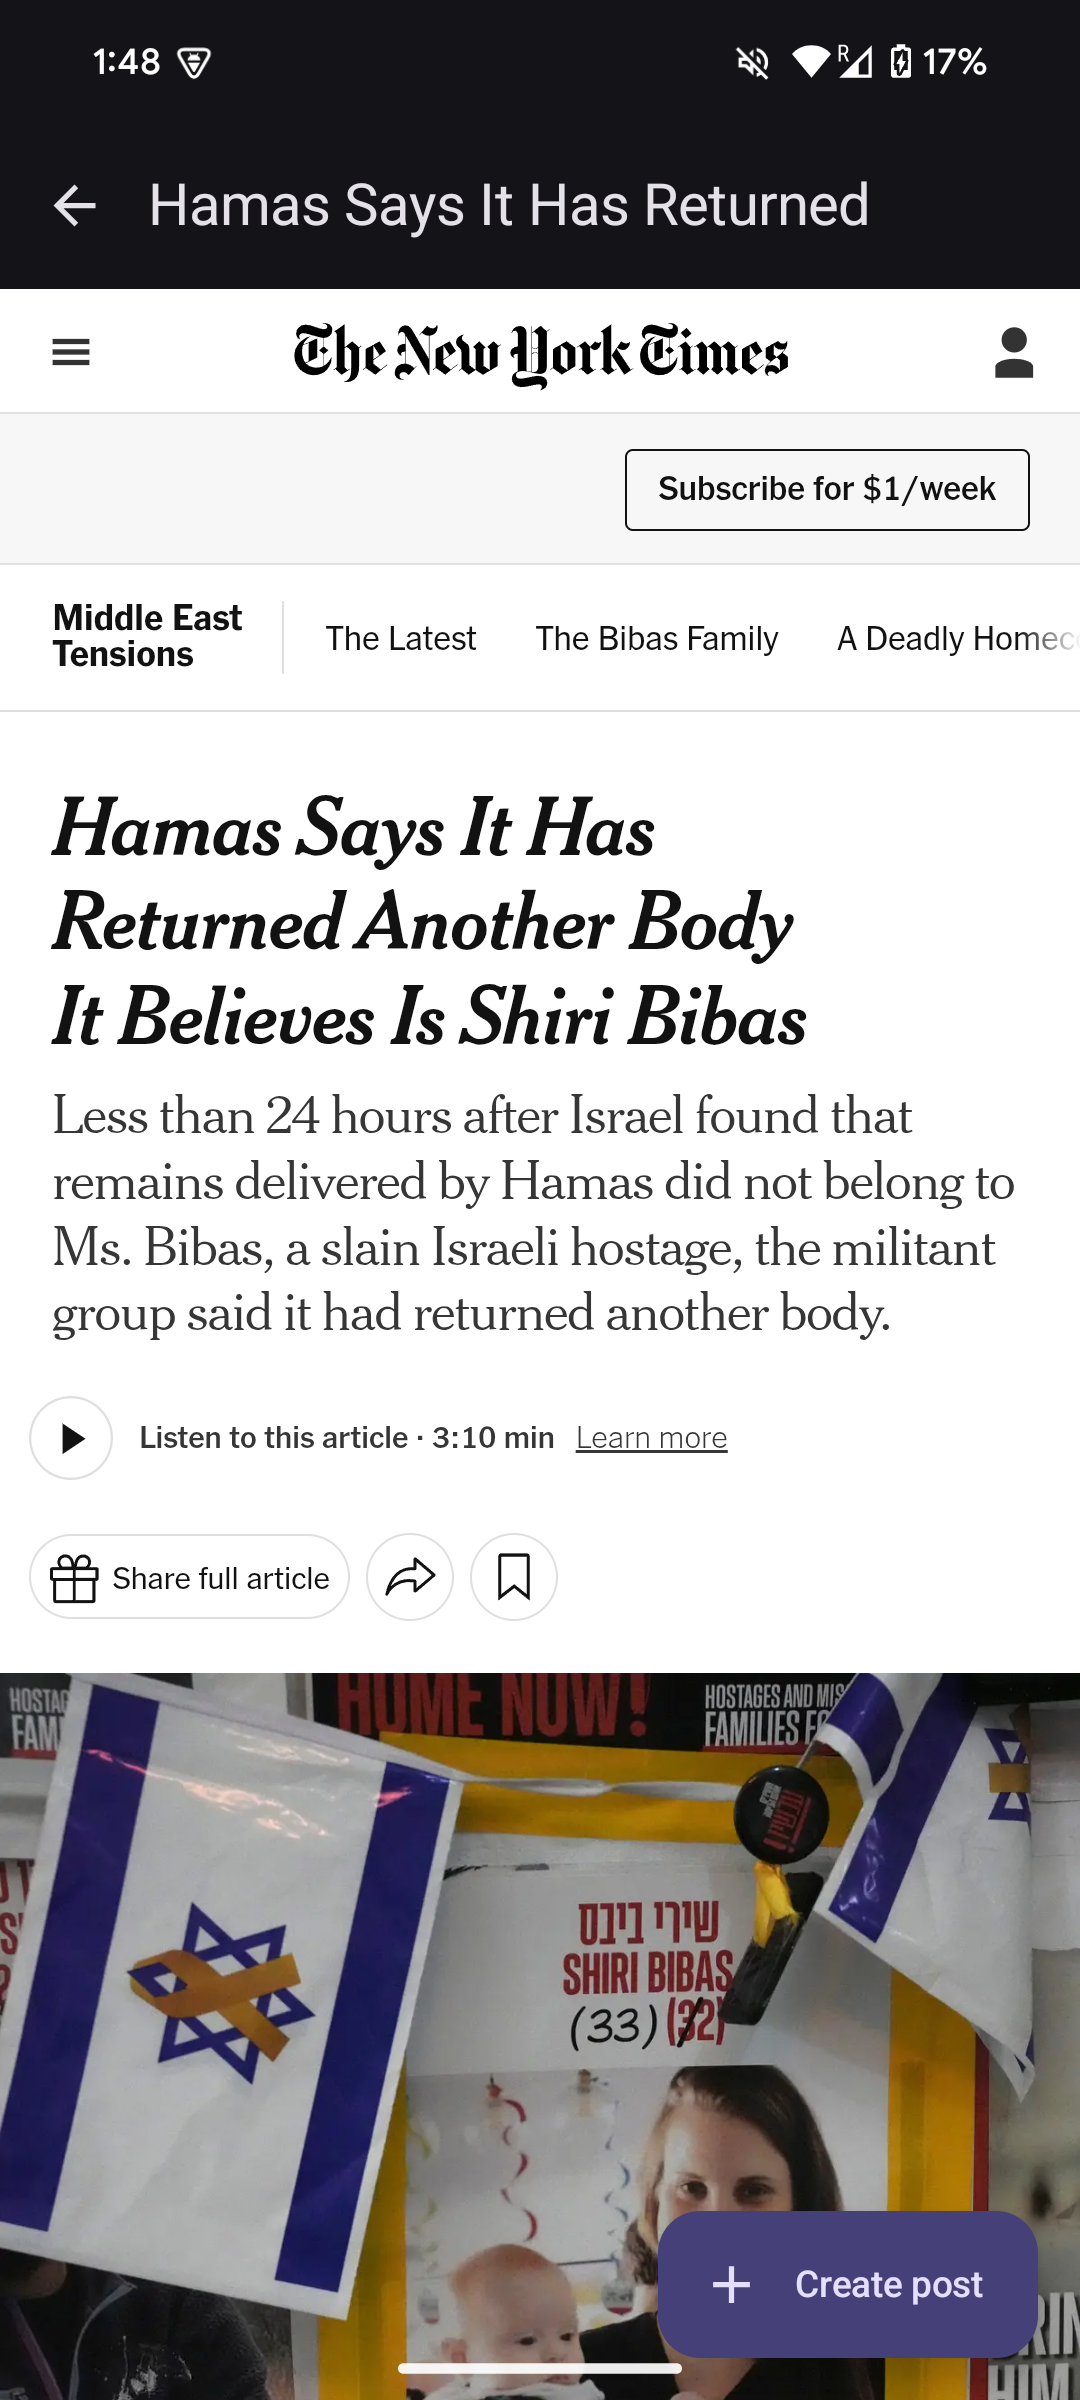 1:48
R
17%
Hamas Says It Has Returned
The New York Times
Subscribe for $1/week
Middle East
Tensions
The Latest
The Bibas Family
A Deadly Homec
Hamas Says It Has
Returned Another Body
It Believes Is Shiri Bibas
Less than 24 hours after Israel found that
remains delivered by Hamas did not belong to
Ms. Bibas, a slain Israeli hostage, the militant
group said it had returned another body.
Listen to this article · 3:10 min Learn more
Share full article
HOSTAG
FAMI
HOME NOW!
HOSTAGES AND MIS
FAMILIES FO
שירי ביבס
SHIRI BIBAS
(33) (32)
Create post
RIN
HIM